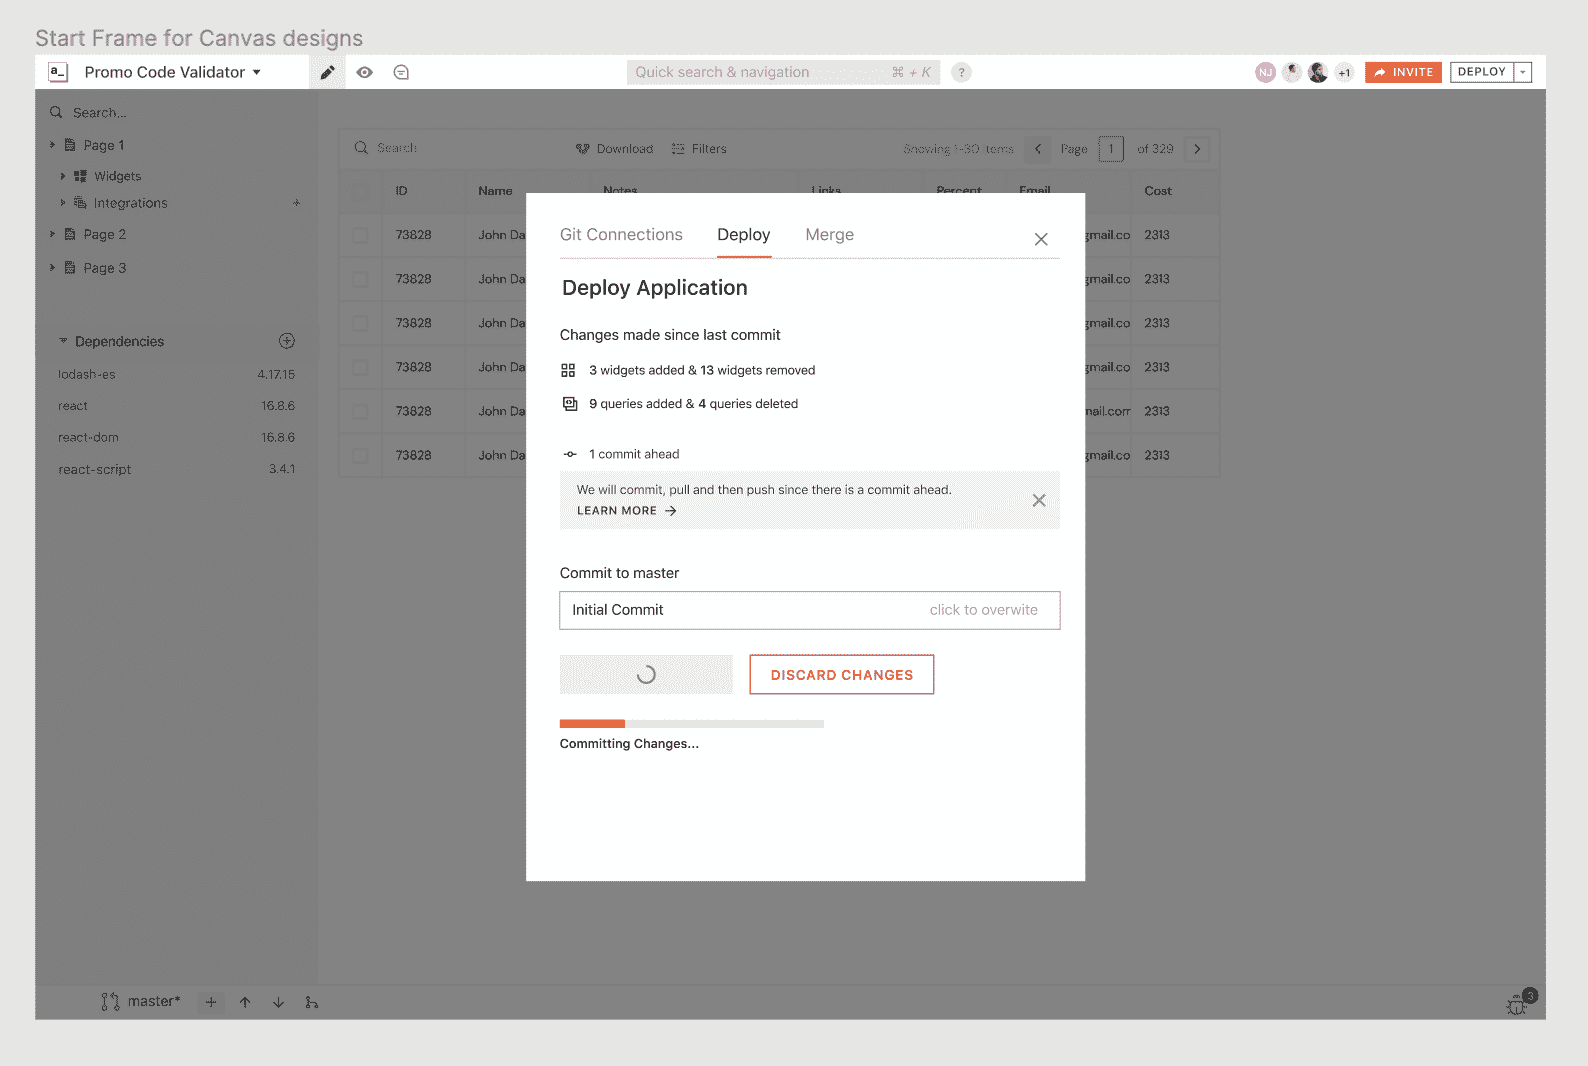 Start Frame for Canvas designs
a_ Promo Code Validator
Quick search & navigation ⌘ + K ?
NJ +1 INVITE DEPLOY
Search...
Page 1
Widgets
Integrations +
Page 2
Page 3
Dependencies
lodash-es 4.17.15
react 16.8.6
react-dom 16.8.6
react-script 3.4.1
Search Download Filters Showing 1-30 items Page 1 of 329
ID Name Notes Links Percent Email Cost
73828 John Da gmail.co 2313
73828 John Da gmail.co 2313
73828 John Da gmail.co 2313
73828 John Da gmail.co 2313
73828 John Da nail.com 2313
73828 John Da gmail.co 2313
Git Connections Deploy Merge
Deploy Application
Changes made since last commit
3 widgets added & 13 widgets removed
9 queries added & 4 queries deleted
1 commit ahead
We will commit, pull and then push since there is a commit ahead.
LEARN MORE
Commit to master
Initial Commit click to overwite
DISCARD CHANGES
Committing Changes...
master*
3